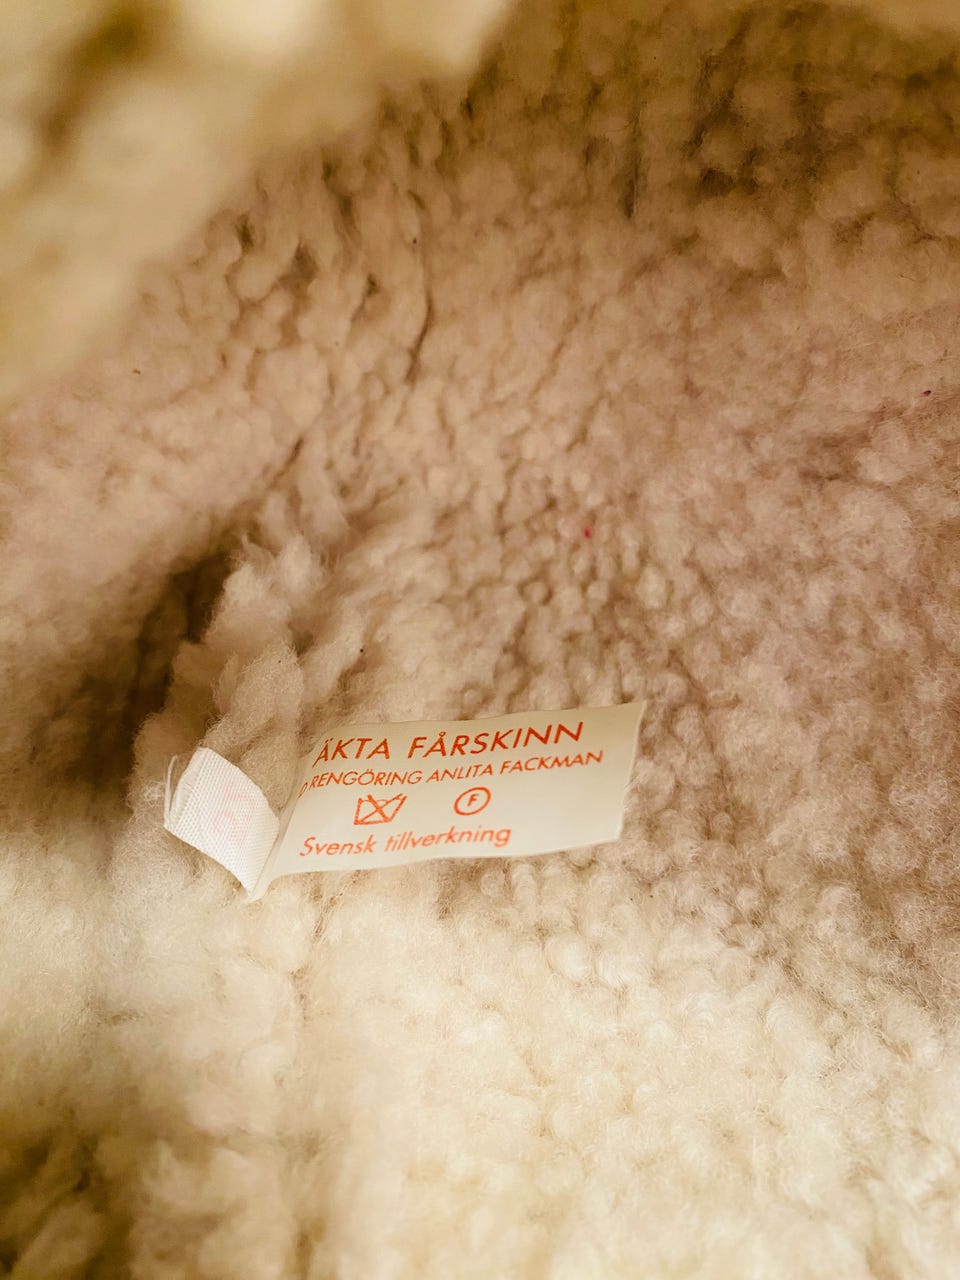 ÄKTA FÅRSKINN
RENGÖRING ANLITA FACKMAN
F
Svensk tillverkning